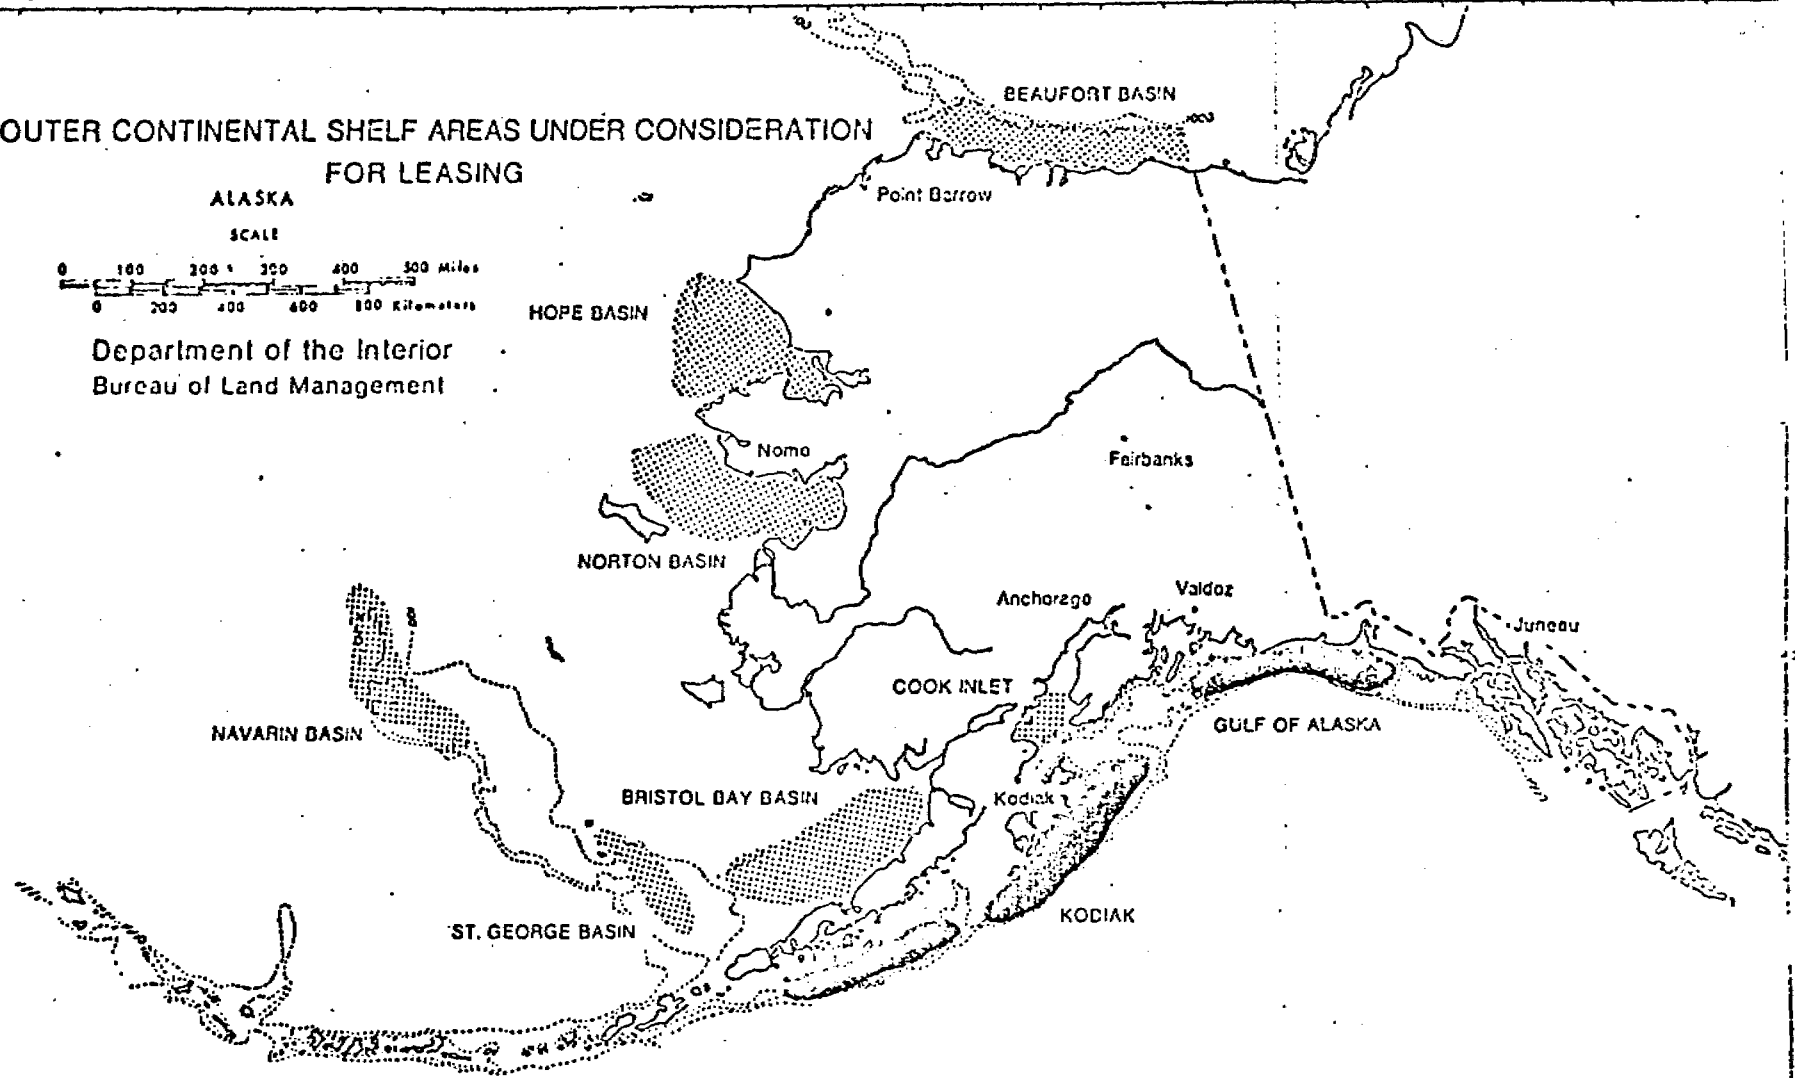 OUTER CONTINENTAL SHELF AREAS UNDER CONSIDERATION
FOR LEASING
ALASKA
SCALE
0 100 200 300 400 500 Miles
0 200 400 600 800 Kilometers
Department of the Interior
Bureau of Land Management
BEAUFORT BASIN
Point Barrow
HOPE BASIN
Nome
Fairbanks
NORTON BASIN
Anchorage
Valdez
Juneau
COOK INLET
GULF OF ALASKA
NAVARIN BASIN
BRISTOL BAY BASIN
Kodiak
KODIAK
ST. GEORGE BASIN